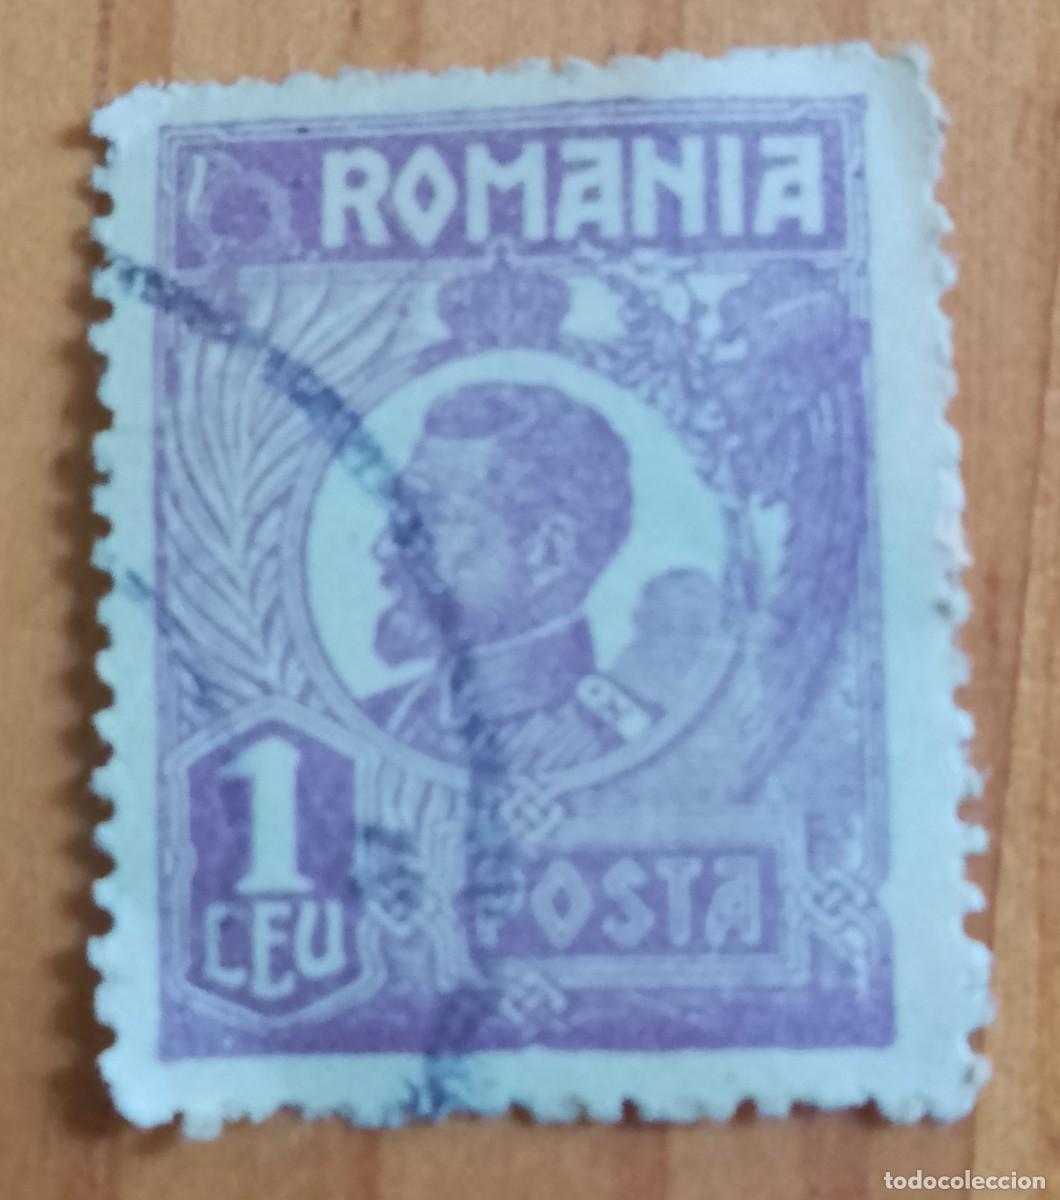 ROMANIA
1
LEU
POSTA
todocoleccion